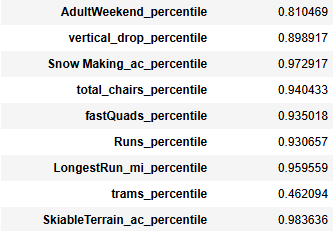 AdultWeekend_percentile 0.810469
vertical_drop_percentile 0.898917
Snow Making_ac_percentile 0.972917
total_chairs_percentile 0.940433
fastQuads_percentile 0.935018
Runs_percentile 0.930657
LongestRun_mi_percentile 0.959559
trams_percentile 0.462094
SkiableTerrain_ac_percentile 0.983636